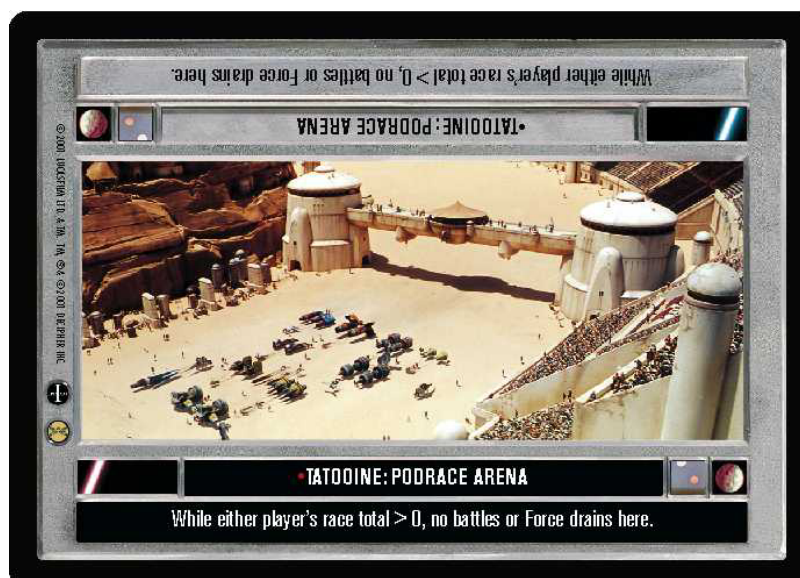 While either player's race total > 0, no battles or Force drains here.
•TATOOINE: PODRACE ARENA
•TATOOINE: PODRACE ARENA
While either player's race total > 0, no battles or Force drains here.